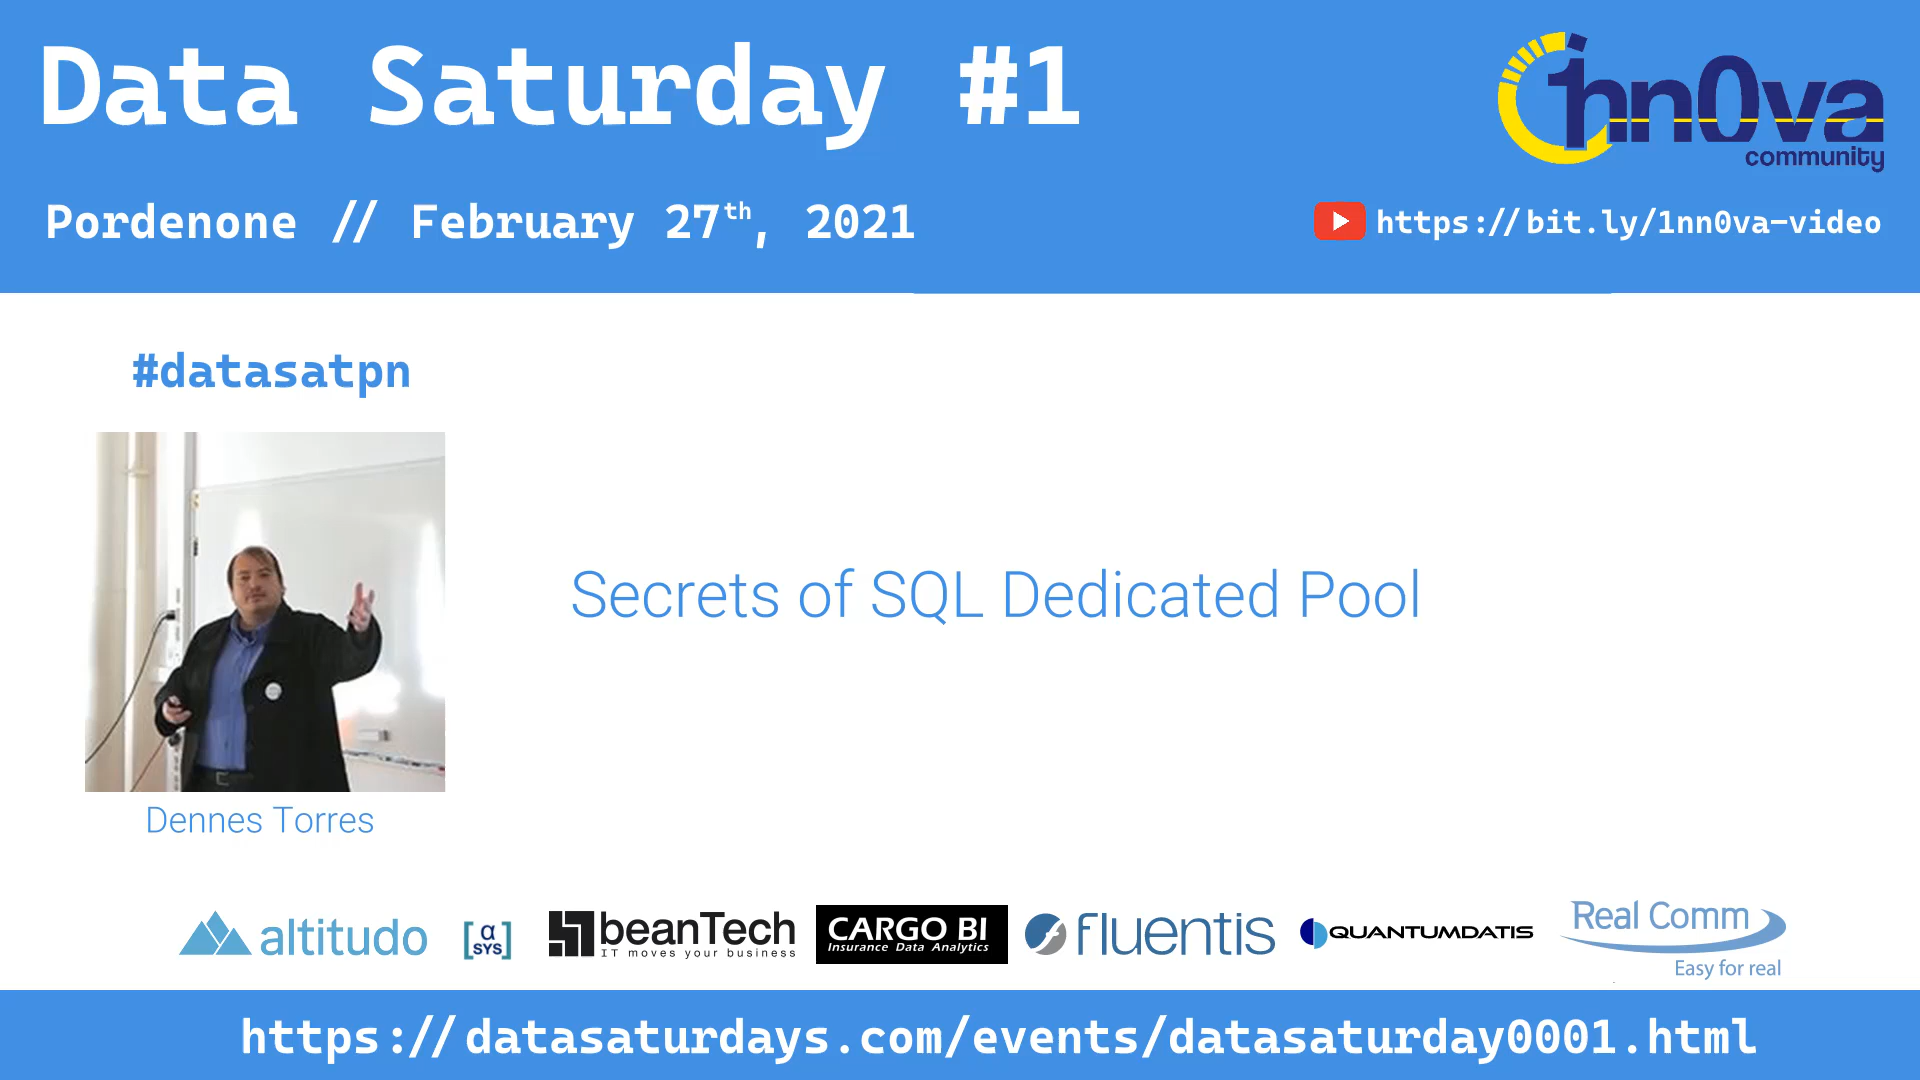 Data Saturday #1
1nn0va
community
Pordenone // February 27th, 2021
https://bit.ly/1nn0va-video
#datasatpn
Secrets of SQL Dedicated Pool
Dennes Torres
altitudo
[α
SYS]
beanTech
IT moves your business
CARGO BI
Insurance Data Analytics
fluentis
QUANTUMDATIS
Real Comm
Easy for real
https://datasaturdays.com/events/datasaturday0001.html